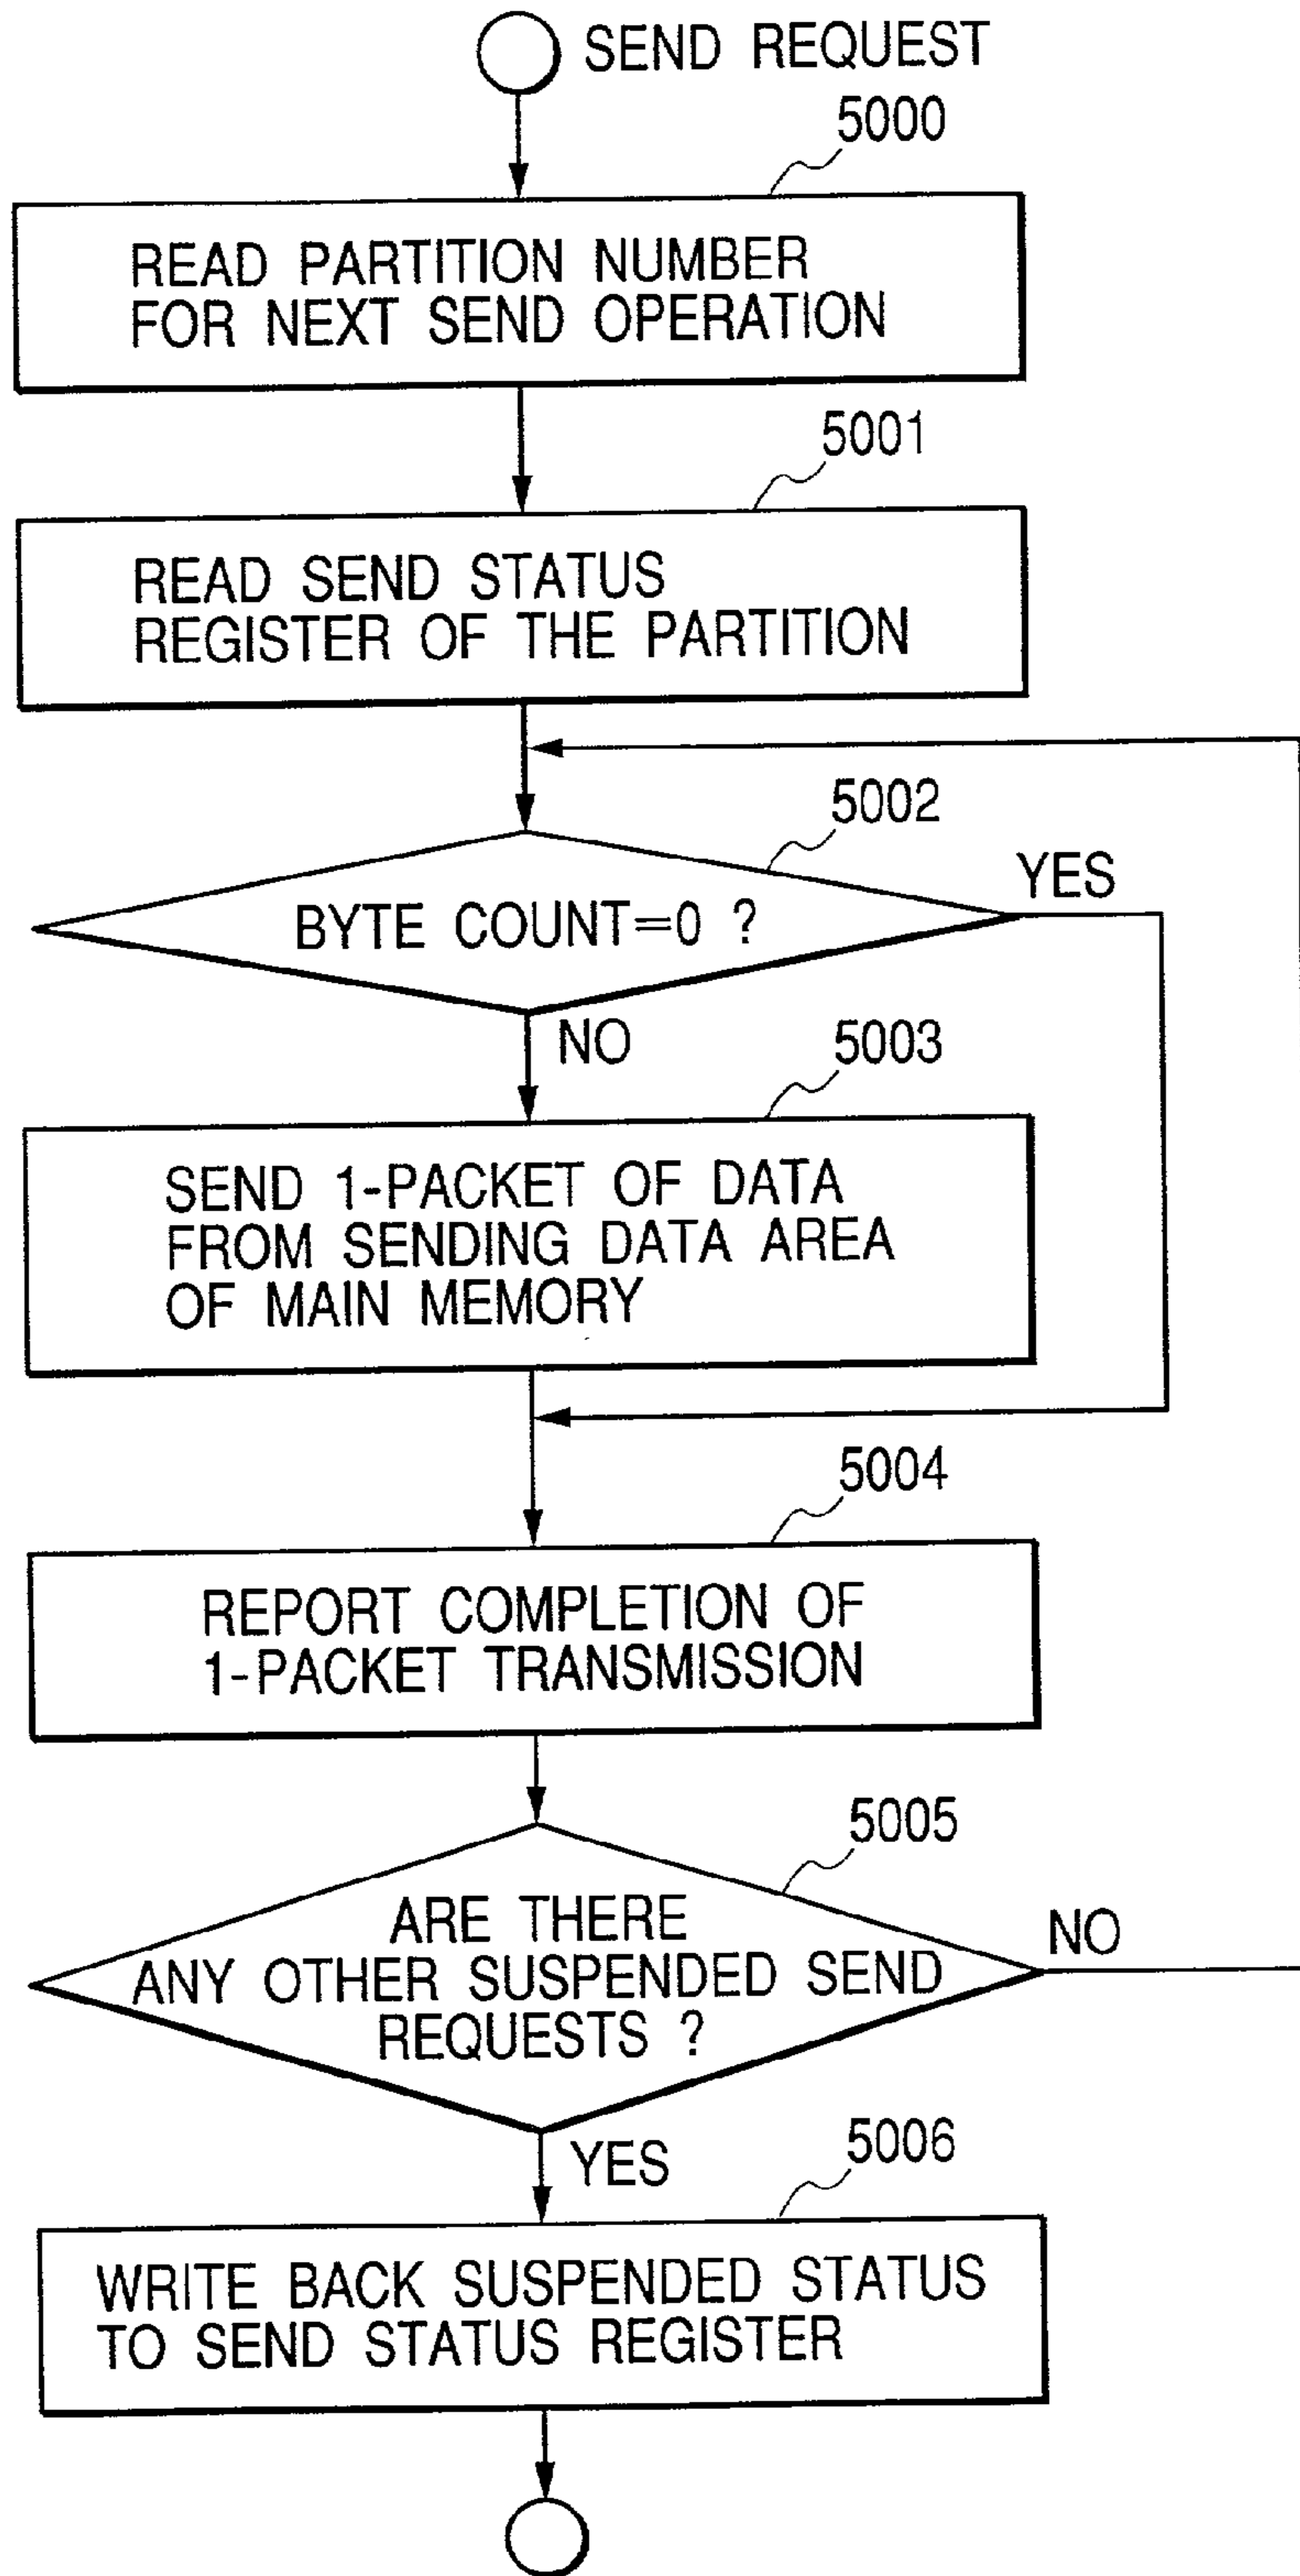 SEND REQUEST
5000
READ PARTITION NUMBER
FOR NEXT SEND OPERATION
5001
READ SEND STATUS
REGISTER OF THE PARTITION
5002
BYTE COUNT=0 ?
YES
NO
5003
SEND 1-PACKET OF DATA
FROM SENDING DATA AREA
OF MAIN MEMORY
5004
REPORT COMPLETION OF
1-PACKET TRANSMISSION
5005
ARE THERE
ANY OTHER SUSPENDED SEND
REQUESTS ?
NO
YES
5006
WRITE BACK SUSPENDED STATUS
TO SEND STATUS REGISTER